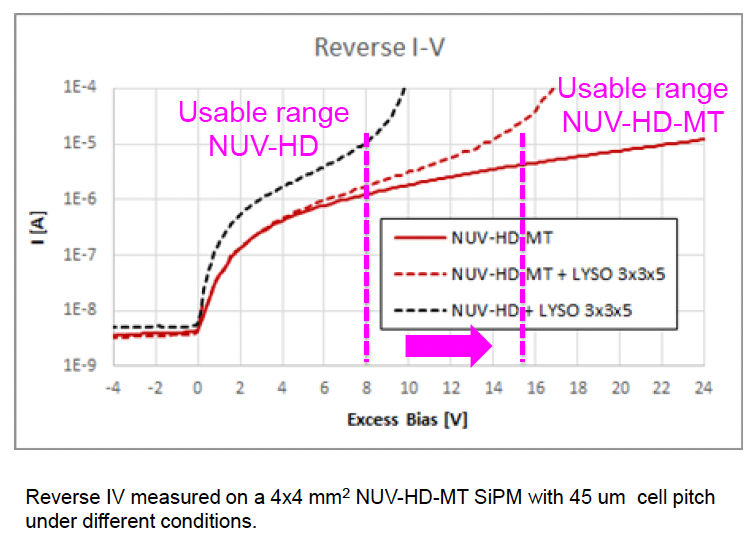 Reverse I-V
Usable range
NUV-HD
Usable range
NUV-HD-MT
1E-4
1E-5
1E-6
1E-7
1E-8
1E-9
I [A]
NUV-HD-MT
NUV-HD-MT + LYSO 3x3x5
NUV-HD + LYSO 3x3x5
-4 -2 0 2 4 6 8 10 12 14 16 18 20 22 24
Excess Bias [V]
Reverse IV measured on a 4x4 mm² NUV-HD-MT SiPM with 45 um cell pitch
under different conditions.